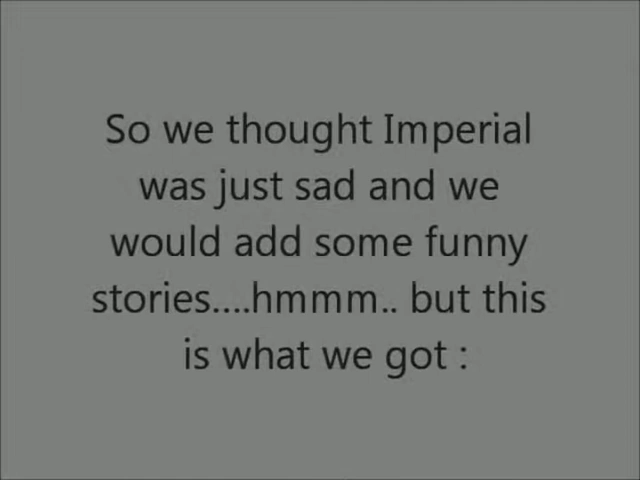 So we thought Imperial
was just sad and we
would add some funny
stories....hmmm.. but this
is what we got :